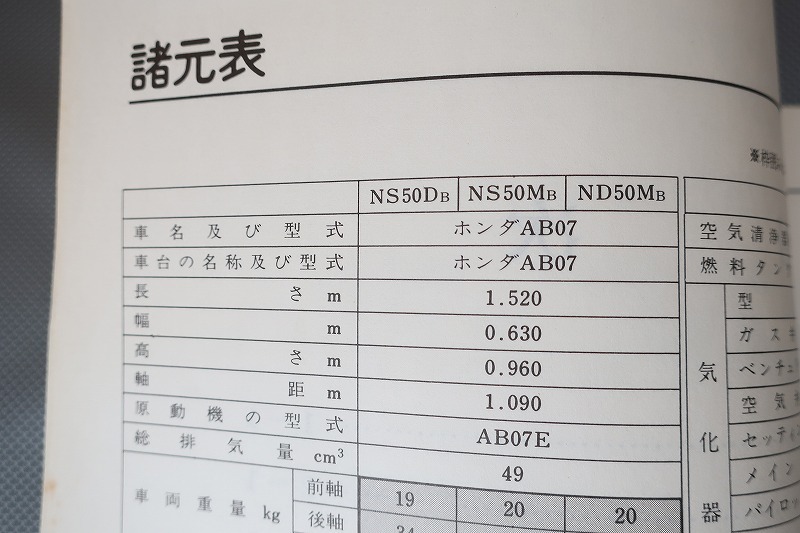 諸元表
※枠囲み
NS50DB NS50MB ND50MB
車名及び型式 ホンダAB07
車台の名称及び型式 ホンダAB07
長さ m 1.520
幅 m 0.630
高さ m 0.960
軸距 m 1.090
原動機の型式 AB07E
総排気量 cm³ 49
車両重量 kg 前軸 19 20 20
後軸
空気清浄
燃料タン
気化器
型
ガス
ベンチュ
空気
セッティ
メイン
パイロッ